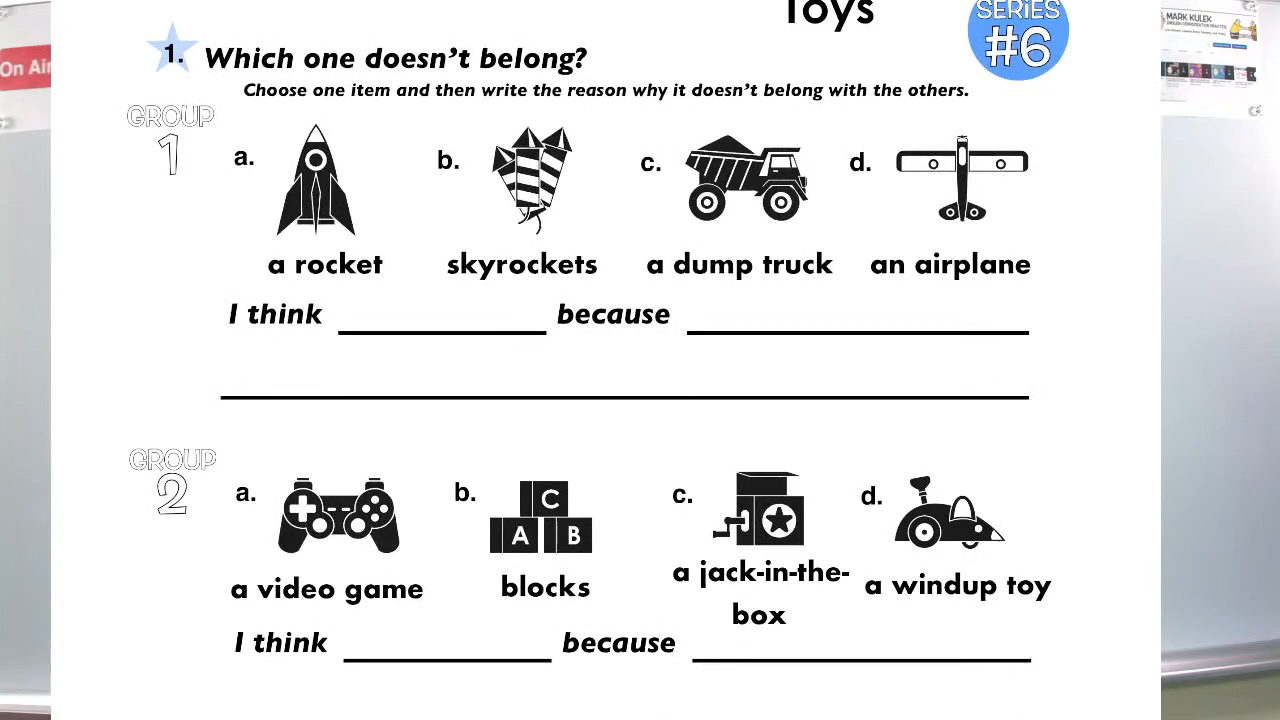 Toys
SERIES
#6
MARK KULEK
On Air
1. Which one doesn't belong?
Choose one item and then write the reason why it doesn't belong with the others.
GROUP
1
a. b. c. d.
a rocket skyrockets a dump truck an airplane
I think because
GROUP
2
a. b. c. d.
C
A B
a video game blocks a jack-in-the-box a windup toy
I think because